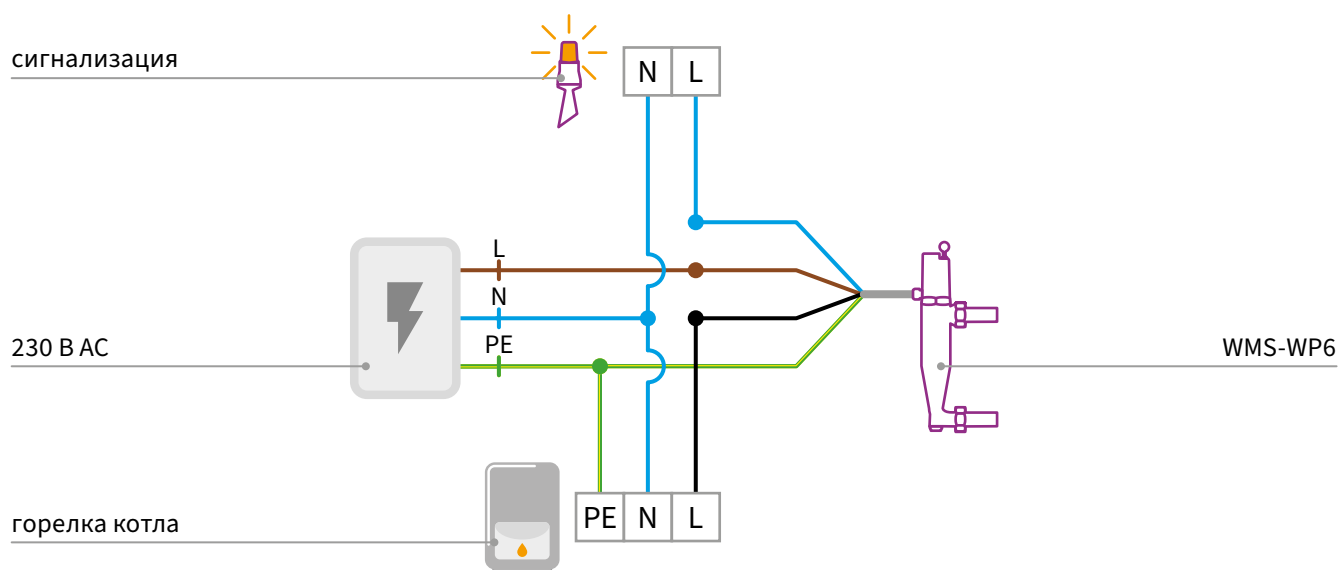 сигнализация
N L
L
N
PE
230 В AC
WMS-WP6
PE N L
горелка котла